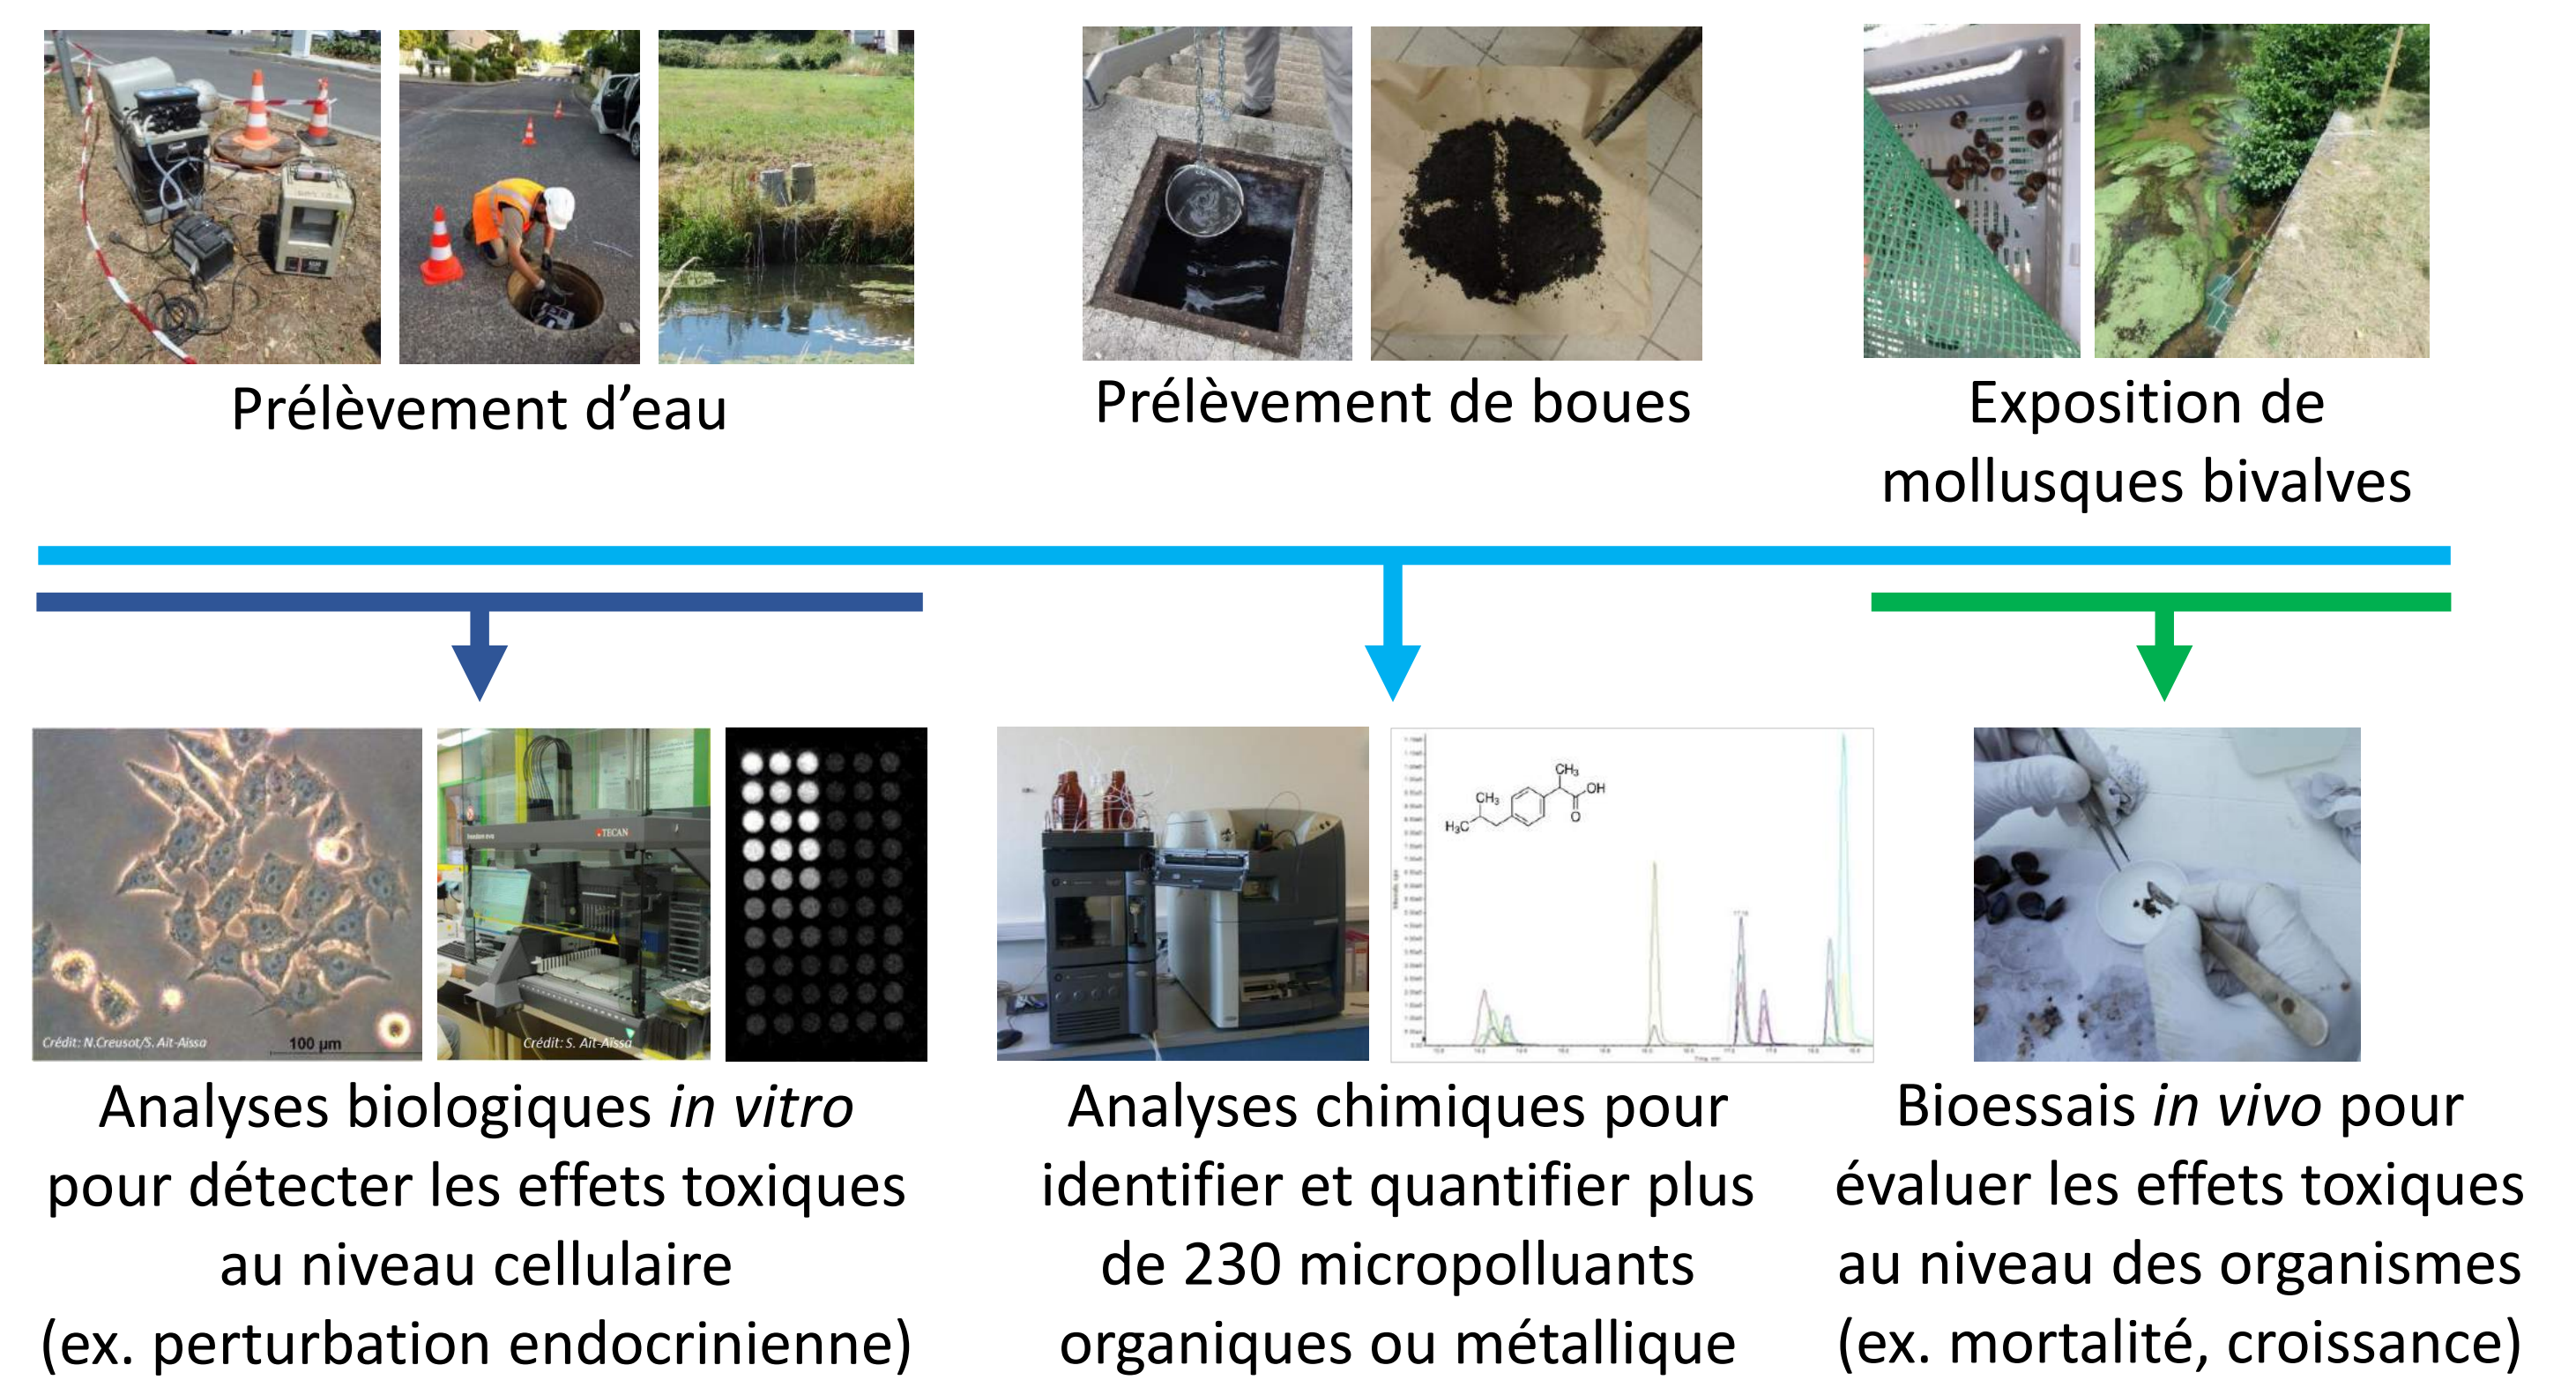 Prélèvement d’eau
Prélèvement de boues
Exposition de
mollusques bivalves
TECAN
Crédit: N.Creusot/S. Ait-Aissa
100 µm
Crédit: S. Ait-Aissa
CH₃
CH₃
OH
H₃C
O
Analyses biologiques in vitro
pour détecter les effets toxiques
au niveau cellulaire
(ex. perturbation endocrinienne)
Analyses chimiques pour
identifier et quantifier plus
de 230 micropolluants
organiques ou métallique
Bioessais in vivo pour
évaluer les effets toxiques
au niveau des organismes
(ex. mortalité, croissance)